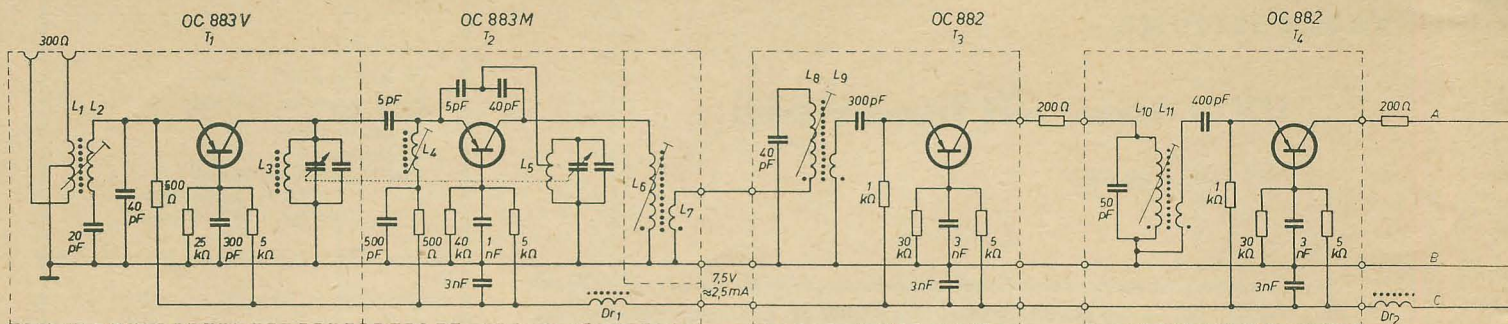 OC 883 V
T1
OC 883 M
T2
OC 882
T3
OC 882
T4
300Ω
L1 L2
40 pF
20 pF
500 Ω
25 kΩ
300 pF
5 kΩ
L3
5pF
L4
5pF
40pF
500 pF
500 Ω
40 kΩ
1 nF
5 kΩ
3nF
L5
L6
L7
Dr1
7,5V
≈2,5mA
L8 L9
40 pF
300pF
1 kΩ
30 kΩ
3 nF
5 kΩ
3nF
200Ω
L10 L11
50 pF
400pF
1 kΩ
30 kΩ
3 nF
5 kΩ
3nF
200Ω
A
B
C
Dr2